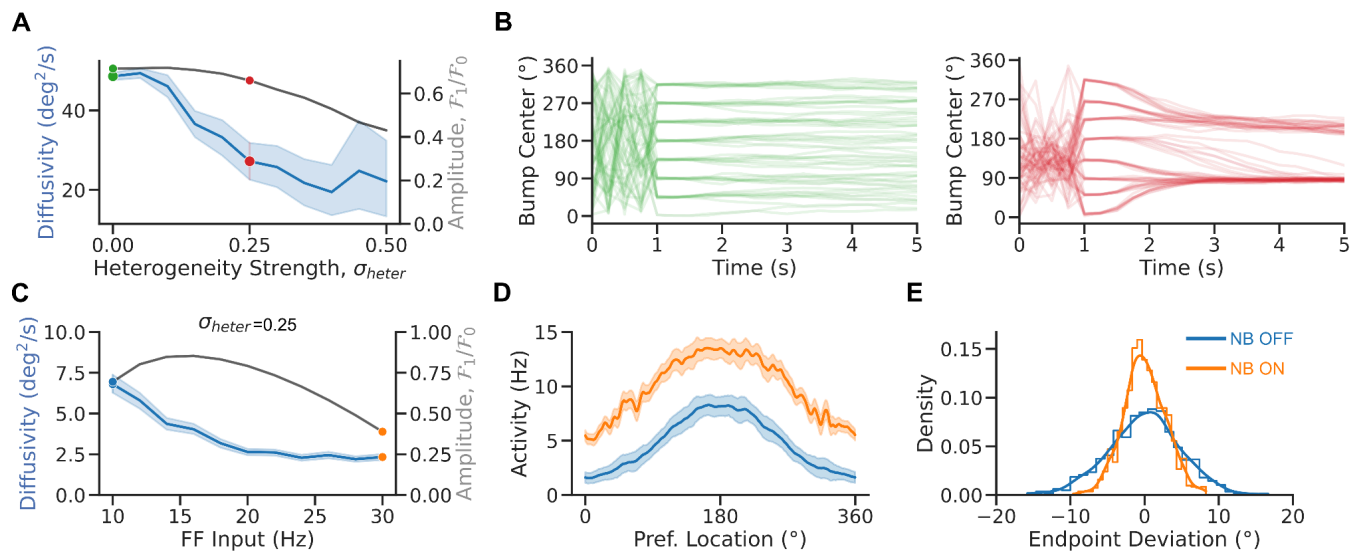 A
Diffusivity (deg²/s)
40
20
0.00
0.25
0.50
Heterogeneity Strength, σ_heter
0.6
0.4
0.2
0.0
Amplitude, ℱ₁/ℱ₀
B
Bump Center (°)
360
270
180
90
0
0
1
2
3
4
5
Time (s)
Bump Center (°)
360
270
180
90
0
0
1
2
3
4
5
Time (s)
C
σ_heter=0.25
Diffusivity (deg²/s)
10.0
7.5
5.0
2.5
0.0
10
15
20
25
30
FF Input (Hz)
1.00
0.75
0.50
0.25
0.00
Amplitude, ℱ₁/ℱ₀
D
Activity (Hz)
15
10
5
0
0
180
360
Pref. Location (°)
E
NB OFF
NB ON
Density
0.15
0.10
0.05
0.00
−20
−10
0
10
20
Endpoint Deviation (°)